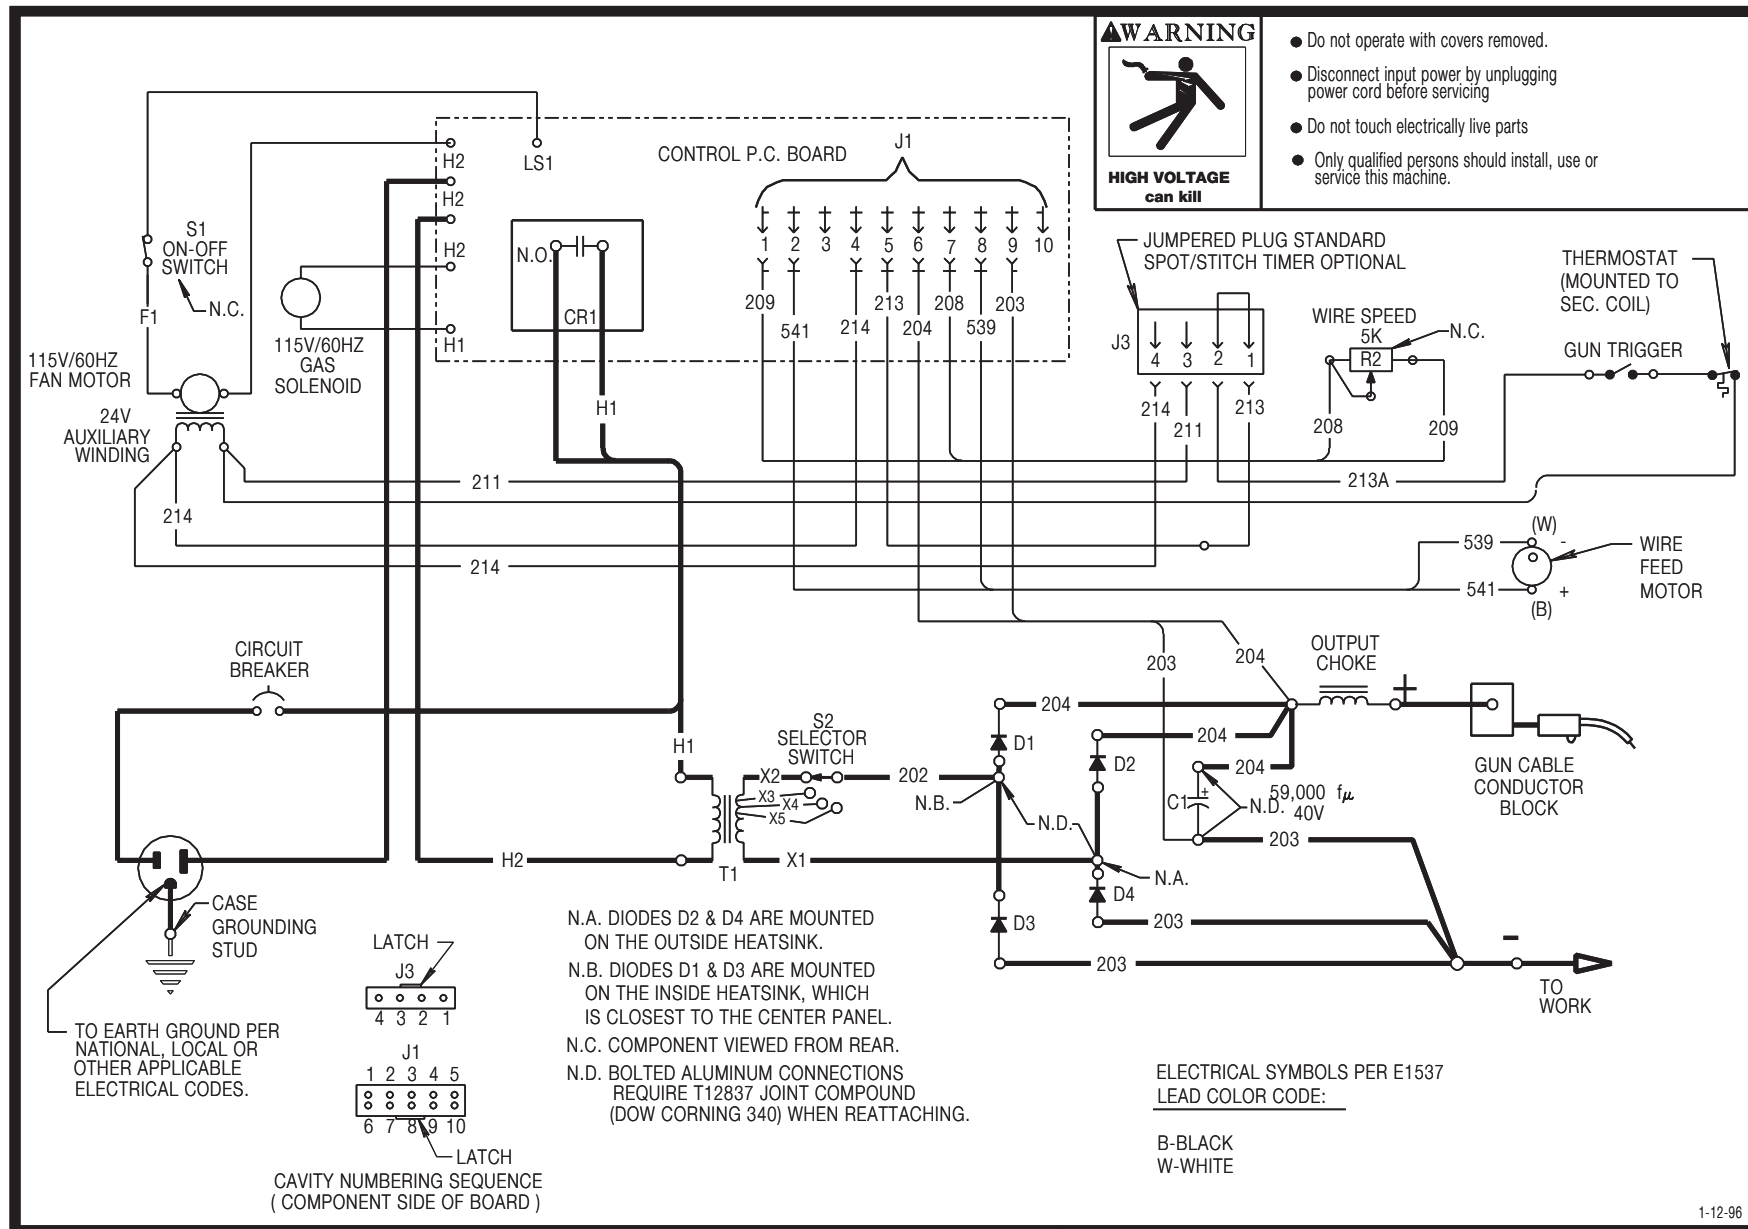 WARNING
HIGH VOLTAGE
can kill
● Do not operate with covers removed.
● Disconnect input power by unplugging
power cord before servicing
● Do not touch electrically live parts
● Only qualified persons should install, use or
service this machine.
CONTROL P.C. BOARD
J1
LS1
H2
H2
H2
H1
N.O.
CR1
1 2 3 4 5 6 7 8 9 10
209
541
214
213
204
208
539
203
S1
ON-OFF
SWITCH
N.C.
F1
115V/60HZ
GAS
SOLENOID
115V/60HZ
FAN MOTOR
24V
AUXILIARY
WINDING
H1
JUMPERED PLUG STANDARD
SPOT/STITCH TIMER OPTIONAL
J3
4 3 2 1
214
211
213
WIRE SPEED
5K
R2
N.C.
208
209
THERMOSTAT
(MOUNTED TO
SEC. COIL)
GUN TRIGGER
211
213A
214
214
539
541
(W)
-
+
(B)
WIRE
FEED
MOTOR
CIRCUIT
BREAKER
H1
S2
SELECTOR
SWITCH
X2
X3
X4
X5
202
H2
T1
X1
N.B.
N.D.
D1
D2
D3
D4
204
204
204
203
204
OUTPUT
CHOKE
+
C1
+
N.D.
59,000 fμ
40V
203
N.A.
203
203
-
TO
WORK
GUN CABLE
CONDUCTOR
BLOCK
CASE
GROUNDING
STUD
TO EARTH GROUND PER
NATIONAL, LOCAL OR
OTHER APPLICABLE
ELECTRICAL CODES.
LATCH
J3
4 3 2 1
J1
1 2 3 4 5
6 7 8 9 10
LATCH
CAVITY NUMBERING SEQUENCE
( COMPONENT SIDE OF BOARD )
N.A. DIODES D2 & D4 ARE MOUNTED
ON THE OUTSIDE HEATSINK.
N.B. DIODES D1 & D3 ARE MOUNTED
ON THE INSIDE HEATSINK, WHICH
IS CLOSEST TO THE CENTER PANEL.
N.C. COMPONENT VIEWED FROM REAR.
N.D. BOLTED ALUMINUM CONNECTIONS
REQUIRE T12837 JOINT COMPOUND
(DOW CORNING 340) WHEN REATTACHING.
ELECTRICAL SYMBOLS PER E1537
LEAD COLOR CODE:
B-BLACK
W-WHITE
1-12-96